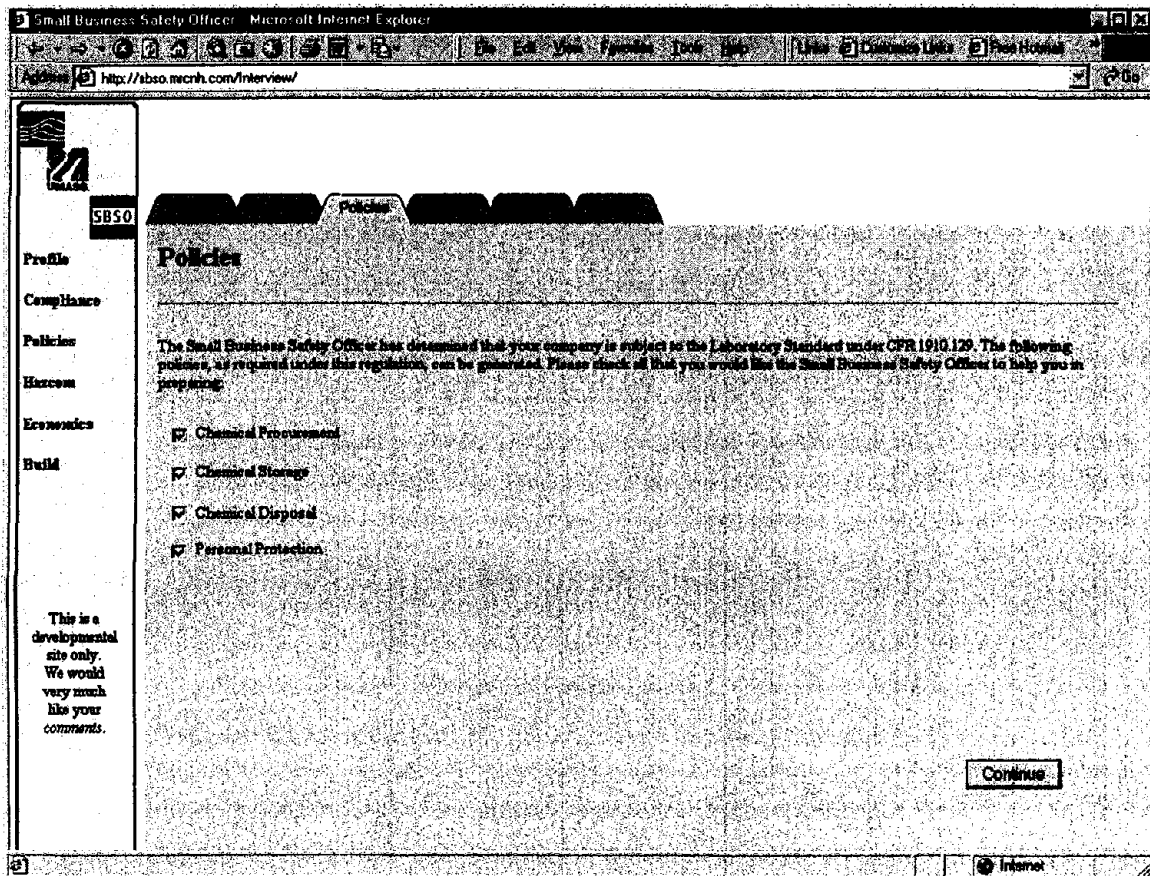 Small Business Safety Officer - Microsoft Internet Explorer
File Edit View Favorites Tools Help Links Customize Links Free Hotmail
Address http://sbso.mrcnh.com/Interview/ Go
UMASS
SBSO
Policies
Profile
Compliance
Policies
Hazcom
Economics
Build
This is a
developmental
site only.
We would
very much
like your
comments.
Policies
The Small Business Safety Officer has determined that your company is subject to the Laboratory Standard under CFR 1910.129. The following
policies, as required under this regulation, can be generated. Please check all that you would like the Small Business Safety Officer to help you in
preparing:
Chemical Procurement
Chemical Storage
Chemical Disposal
Personal Protection
Continue
Internet